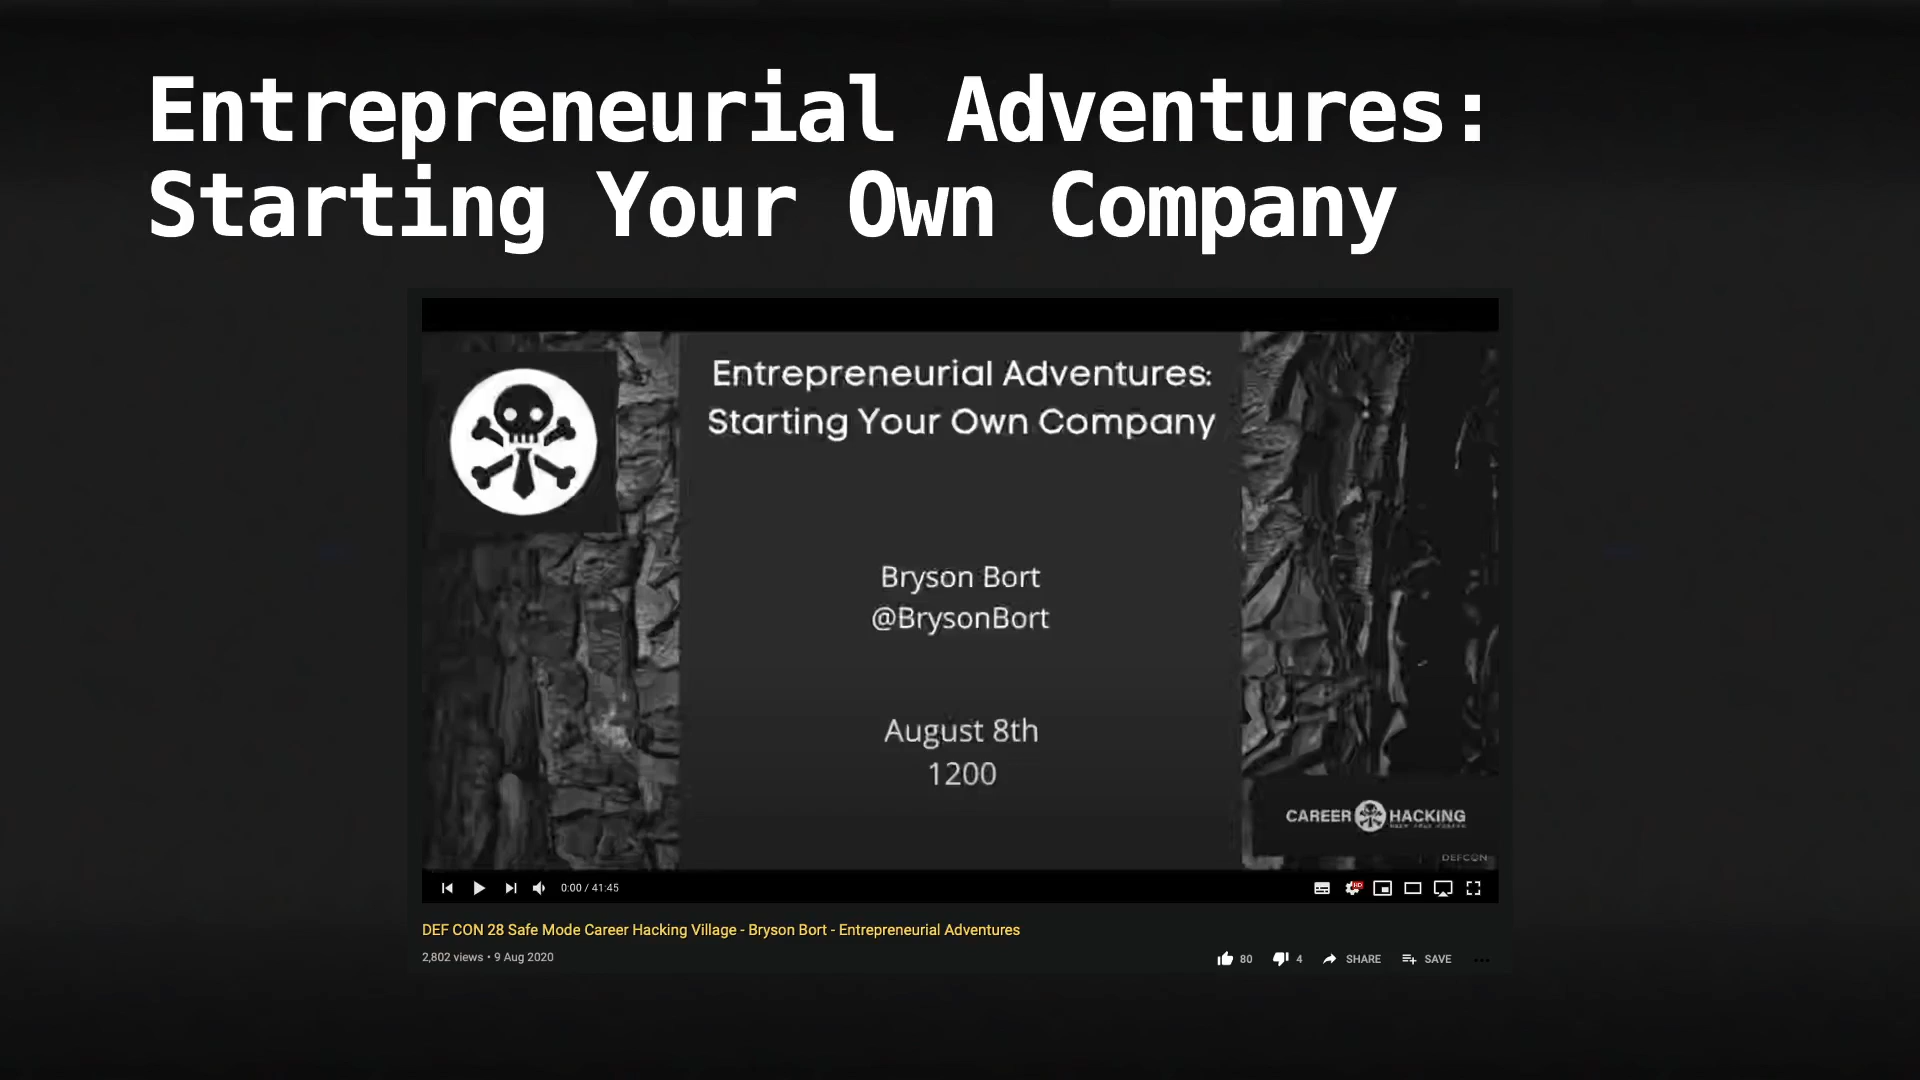 Entrepreneurial Adventures:
Starting Your Own Company
Entrepreneurial Adventures:
Starting Your Own Company
Bryson Bort
@BrysonBort
August 8th
1200
CAREER HACKING
DEFCON
0:00 / 41:45
HD
DEF CON 28 Safe Mode Career Hacking Village - Bryson Bort - Entrepreneurial Adventures
2,802 views • 9 Aug 2020
80
4
SHARE
SAVE